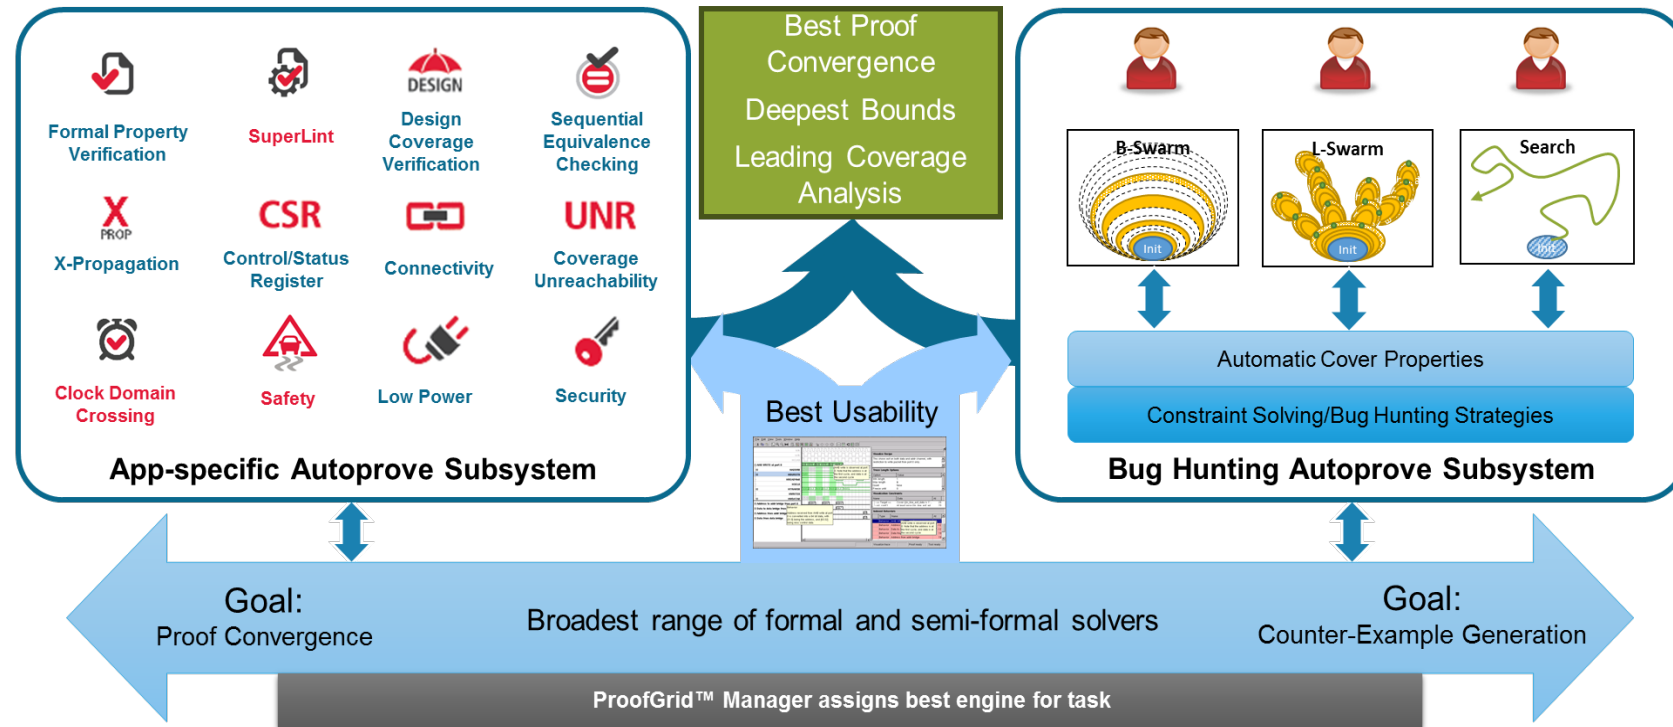 DESIGN
Formal Property
Verification
SuperLint
Design
Coverage
Verification
Sequential
Equivalence
Checking
X
PROP
CSR
UNR
X-Propagation
Control/Status
Register
Connectivity
Coverage
Unreachability
Clock Domain
Crossing
Safety
Low Power
Security
App-specific Autoprove Subsystem
Best Proof
Convergence
Deepest Bounds
Leading Coverage
Analysis
Best Usability
B-Swarm
L-Swarm
Search
Init
Init
Init
Automatic Cover Properties
Constraint Solving/Bug Hunting Strategies
Bug Hunting Autoprove Subsystem
Goal:
Proof Convergence
Broadest range of formal and semi-formal solvers
Goal:
Counter-Example Generation
ProofGrid™ Manager assigns best engine for task